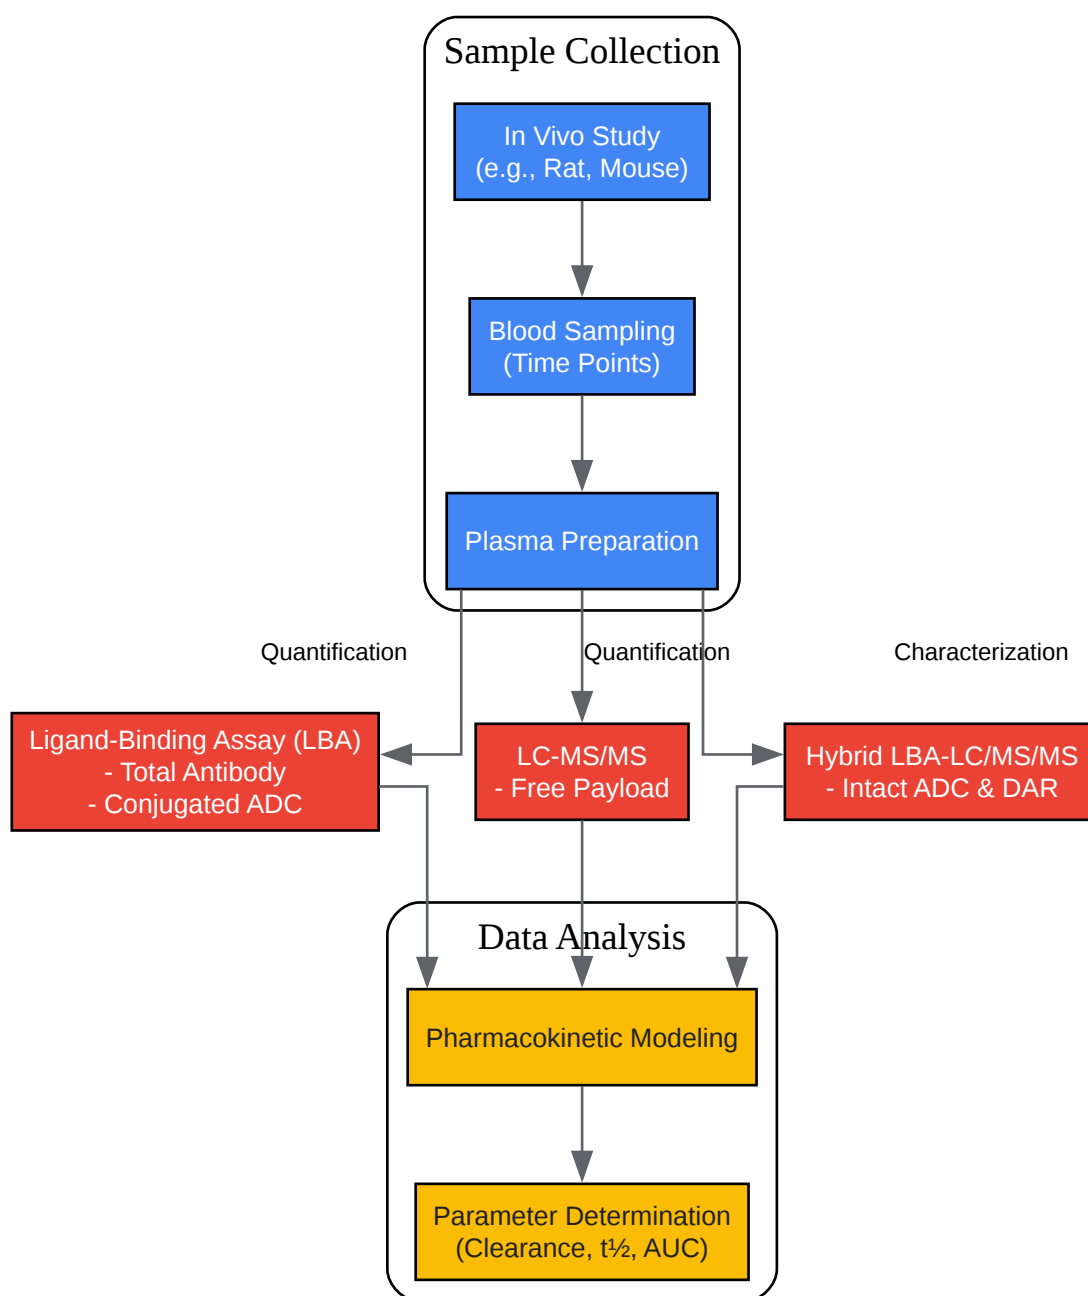 Sample Collection
In Vivo Study
(e.g., Rat, Mouse)
Blood Sampling
(Time Points)
Plasma Preparation
Quantification
Quantification
Characterization
Ligand-Binding Assay (LBA)
- Total Antibody
- Conjugated ADC
LC-MS/MS
- Free Payload
Hybrid LBA-LC/MS/MS
- Intact ADC & DAR
Data Analysis
Pharmacokinetic Modeling
Parameter Determination
(Clearance, t½, AUC)